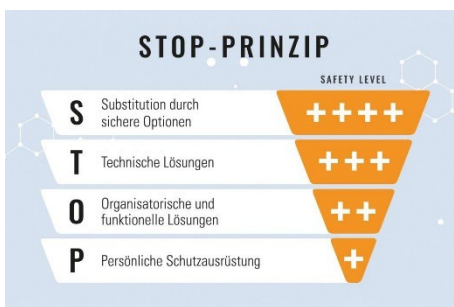 STOP-PRINZIP
SAFETY LEVEL
S
Substitution durch
sichere Optionen
++++
T
Technische Lösungen
+++
O
Organisatorische und
funktionelle Lösungen
++
P
Persönliche Schutzausrüstung
+